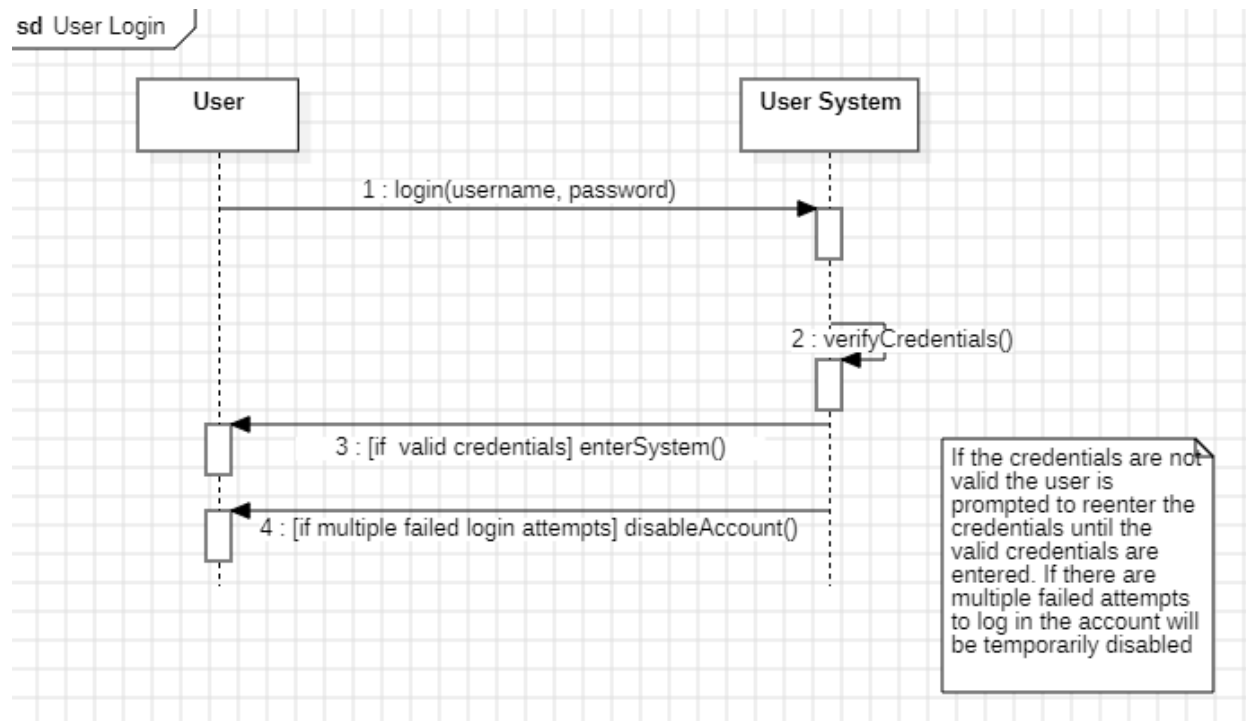 sd User Login
User
User System
1 : login(username, password)
2 : verifyCredentials()
3 : [if valid credentials] enterSystem()
4 : [if multiple failed login attempts] disableAccount()
If the credentials are not
valid the user is
prompted to reenter the
credentials until the
valid credentials are
entered. If there are
multiple failed attempts
to log in the account will
be temporarily disabled